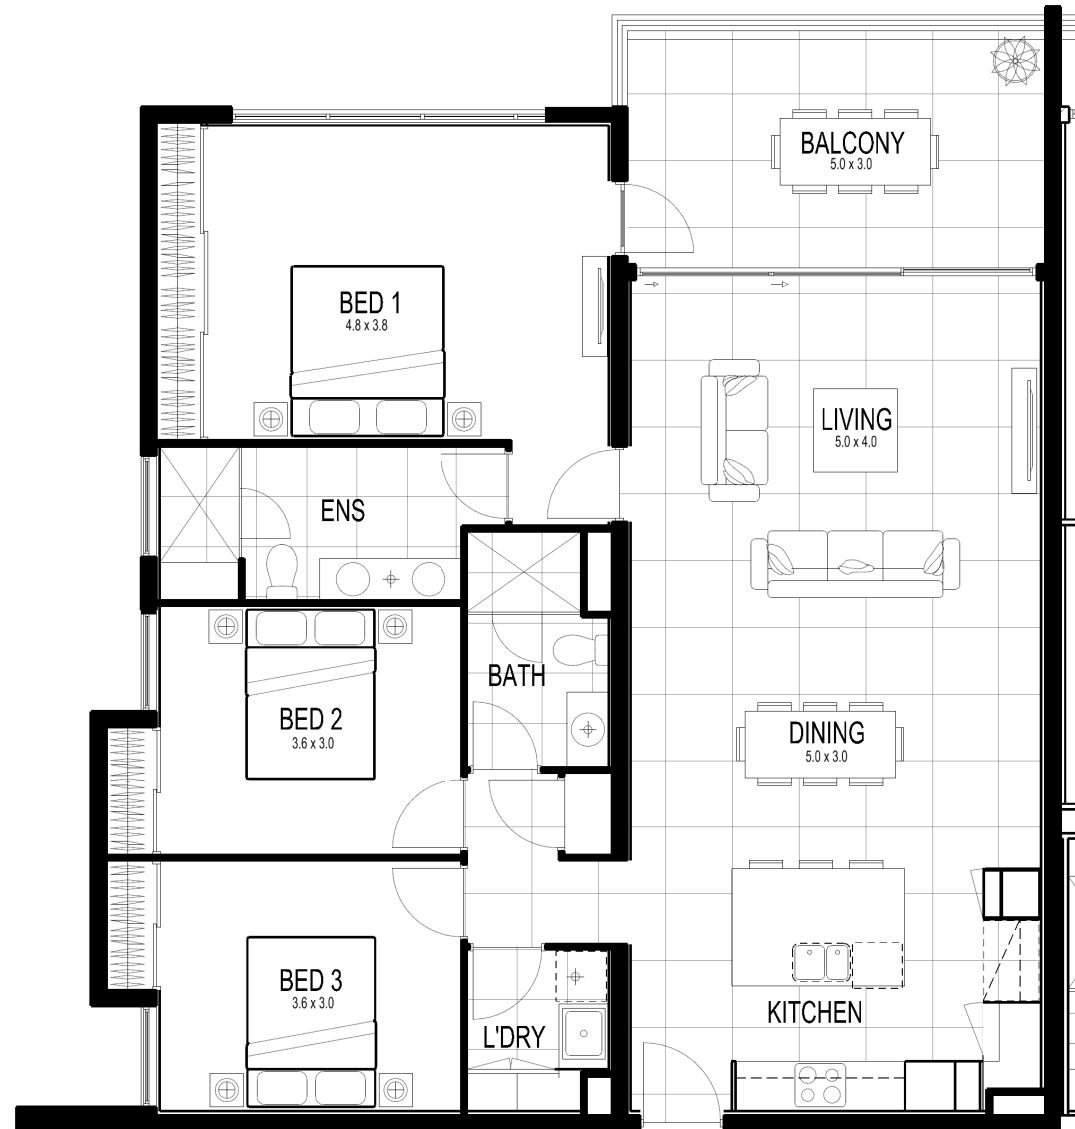 BALCONY
5.0 x 3.0
BED 1
4.8 x 3.8
LIVING
5.0 x 4.0
ENS
BATH
BED 2
3.6 x 3.0
DINING
5.0 x 3.0
BED 3
3.6 x 3.0
KITCHEN
L'DRY